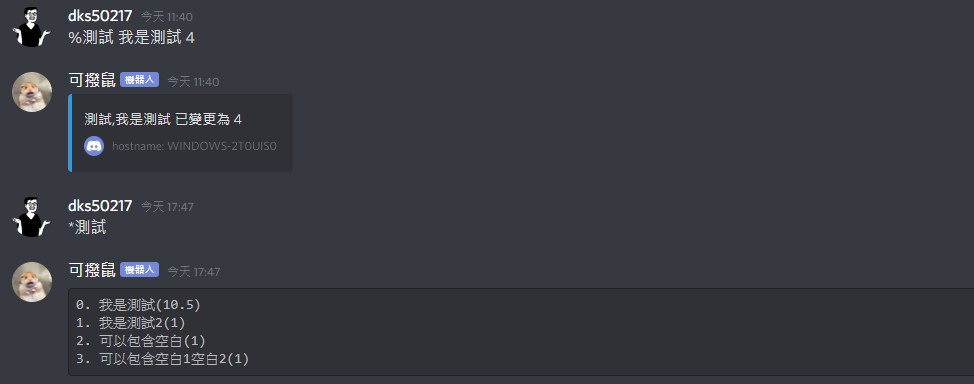 dks50217 今天 11:40
%測試 我是測試 4
可撥鼠 機器人 今天 11:40
測試,我是測試 已變更為 4
hostname: WINDOWS-2T0UIS0
dks50217 今天 17:47
*測試
可撥鼠 機器人 今天 17:47
0. 我是測試(10.5)
1. 我是測試2(1)
2. 可以包含空白(1)
3. 可以包含空白1空白2(1)